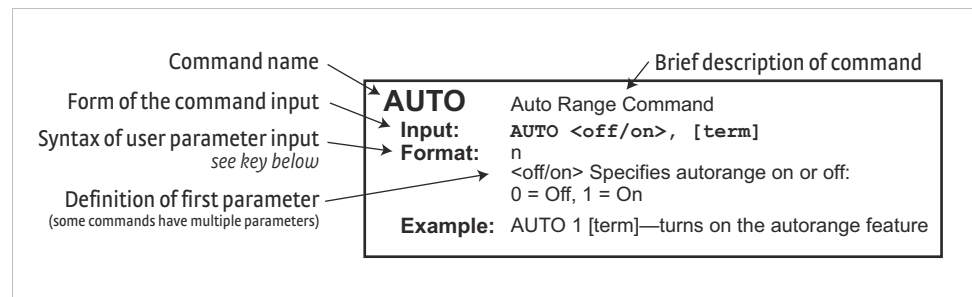 Command name
Brief description of command
Form of the command input
Syntax of user parameter input
see key below
Definition of first parameter
(some commands have multiple parameters)
AUTO Auto Range Command
Input: AUTO <off/on>, [term]
Format: n
<off/on> Specifies autorange on or off:
0 = Off, 1 = On
Example: AUTO 1 [term]—turns on the autorange feature